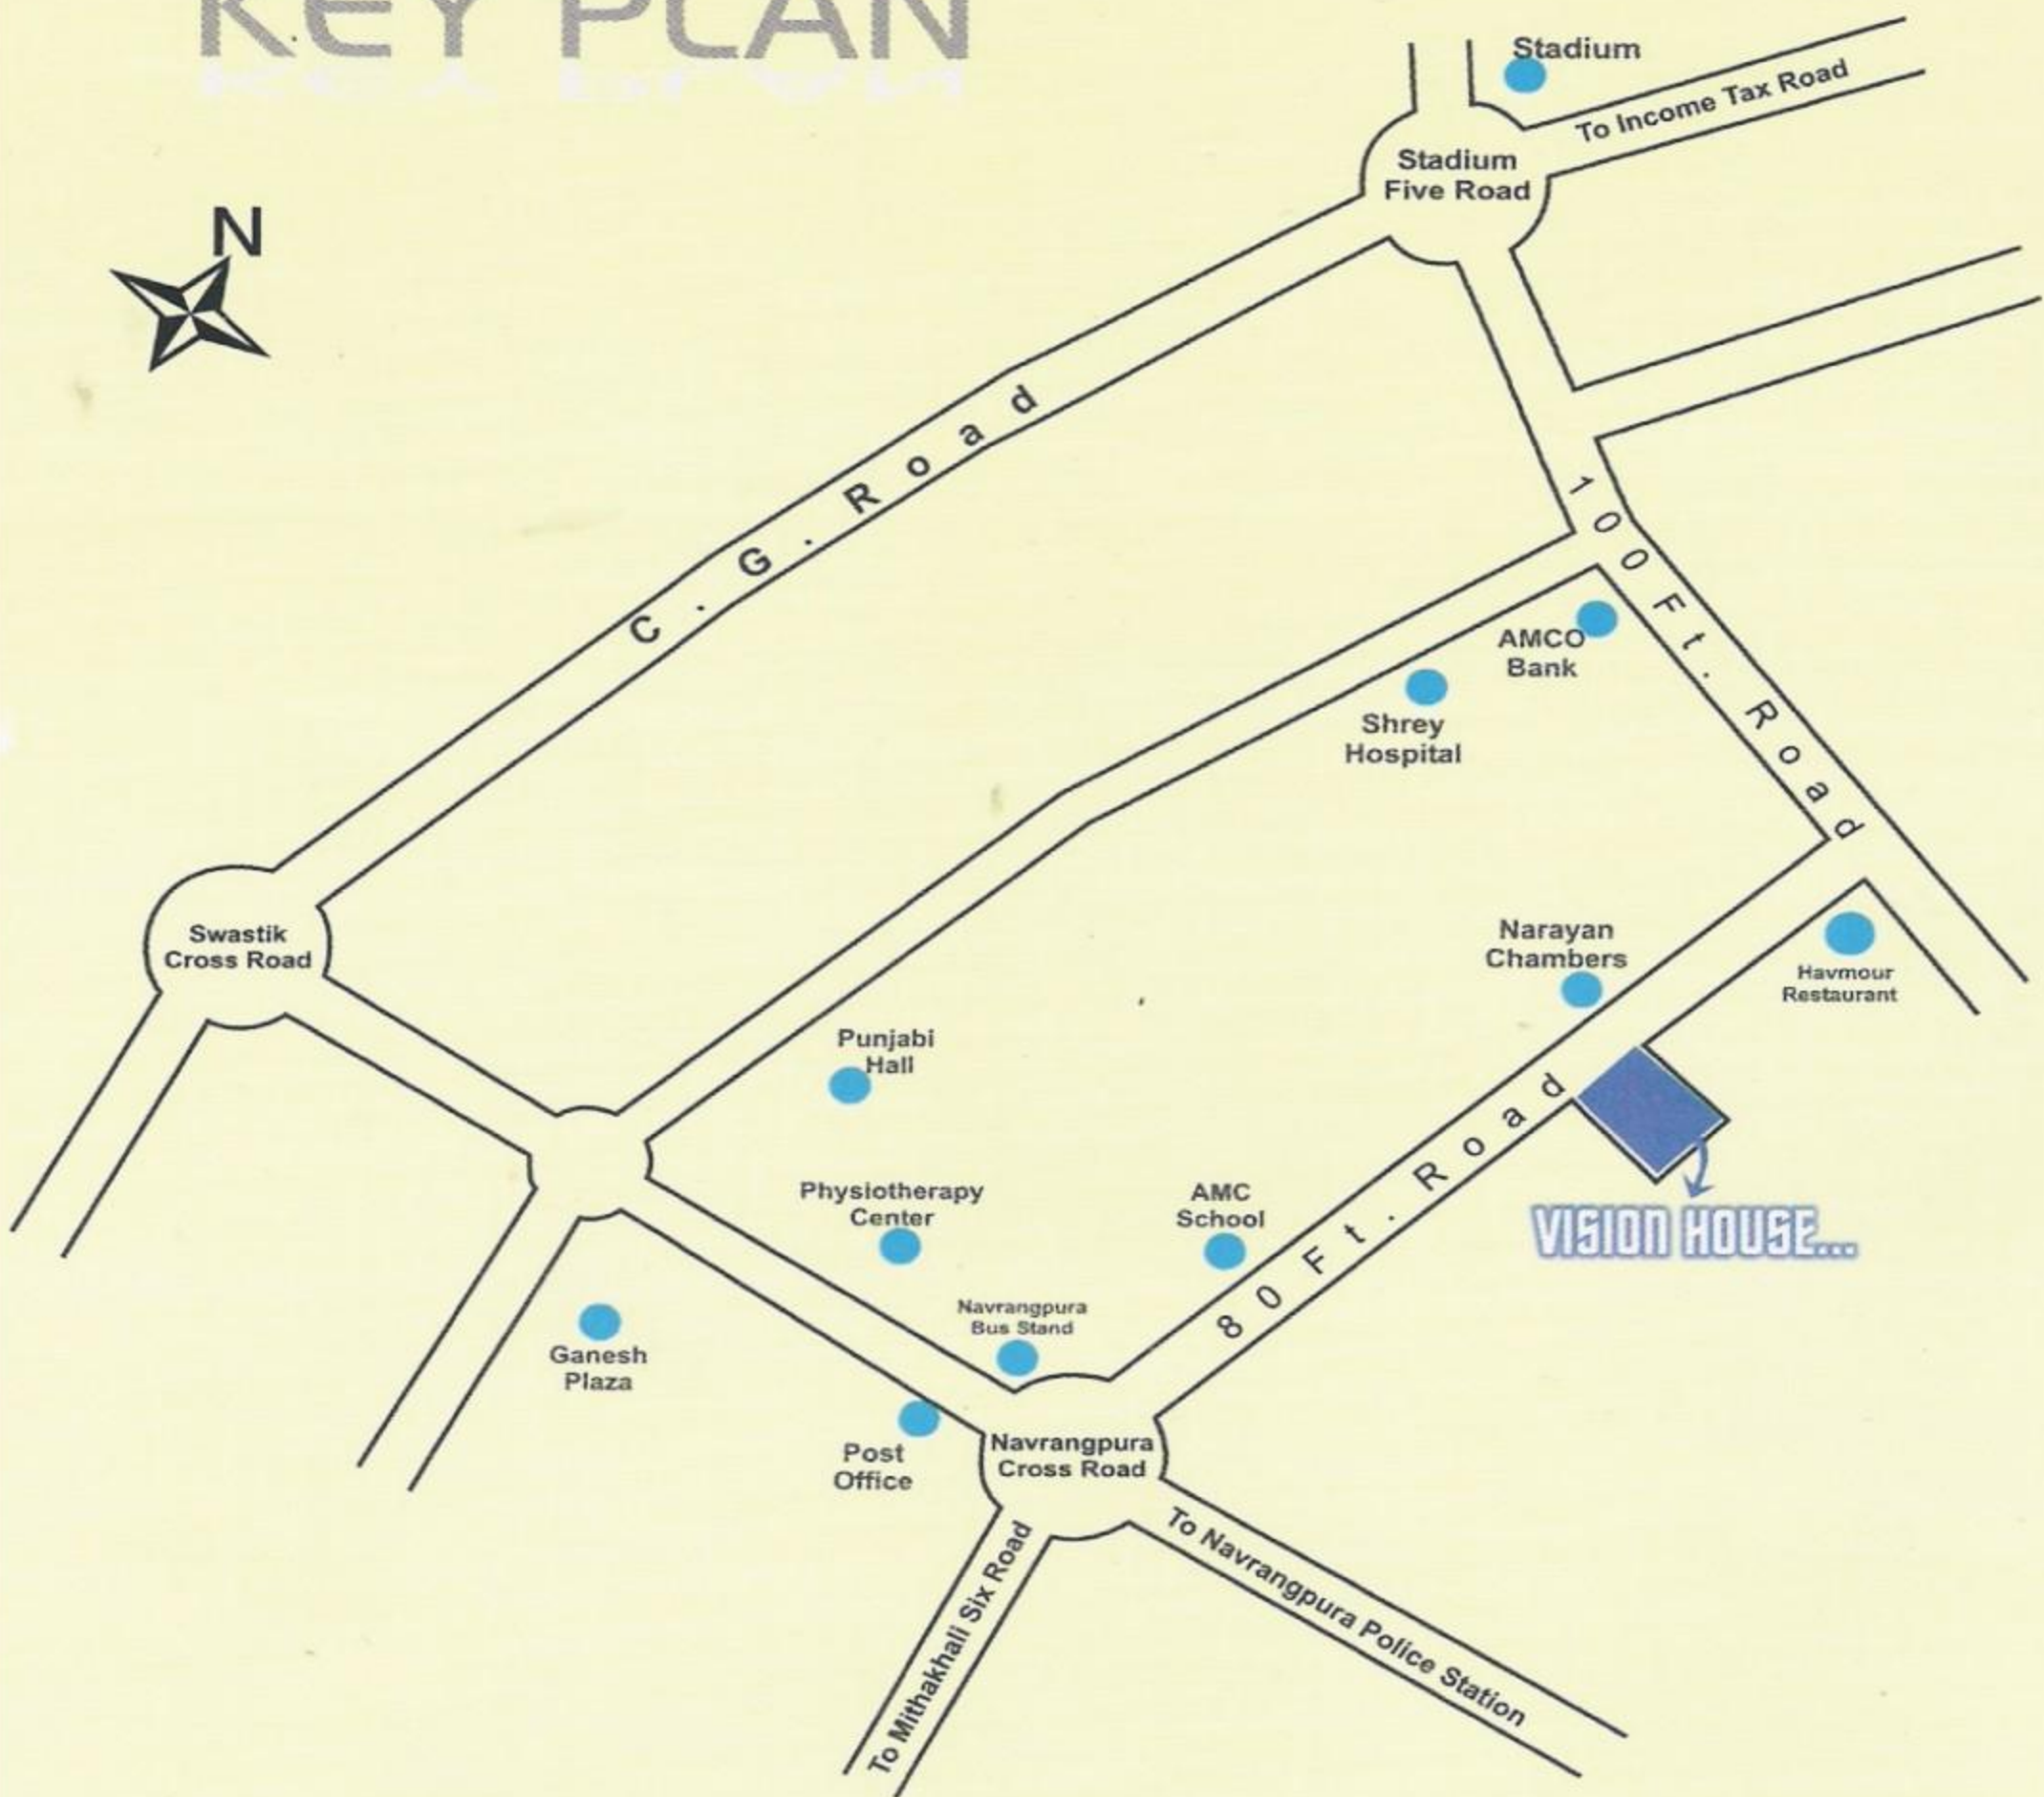 KEY PLAN
N
Stadium
To Income Tax Road
Stadium
Five Road
C. G. Road
100 Ft. Road
AMCO
Bank
Shrey
Hospital
Swastik
Cross Road
Narayan
Chambers
Havmour
Restaurant
Punjabi
Hall
80 Ft. Road
Physiotherapy
Center
AMC
School
VISION HOUSE...
Navrangpura
Bus Stand
Ganesh
Plaza
Post
Office
Navrangpura
Cross Road
To Mithakhali Six Road
To Navrangpura Police Station